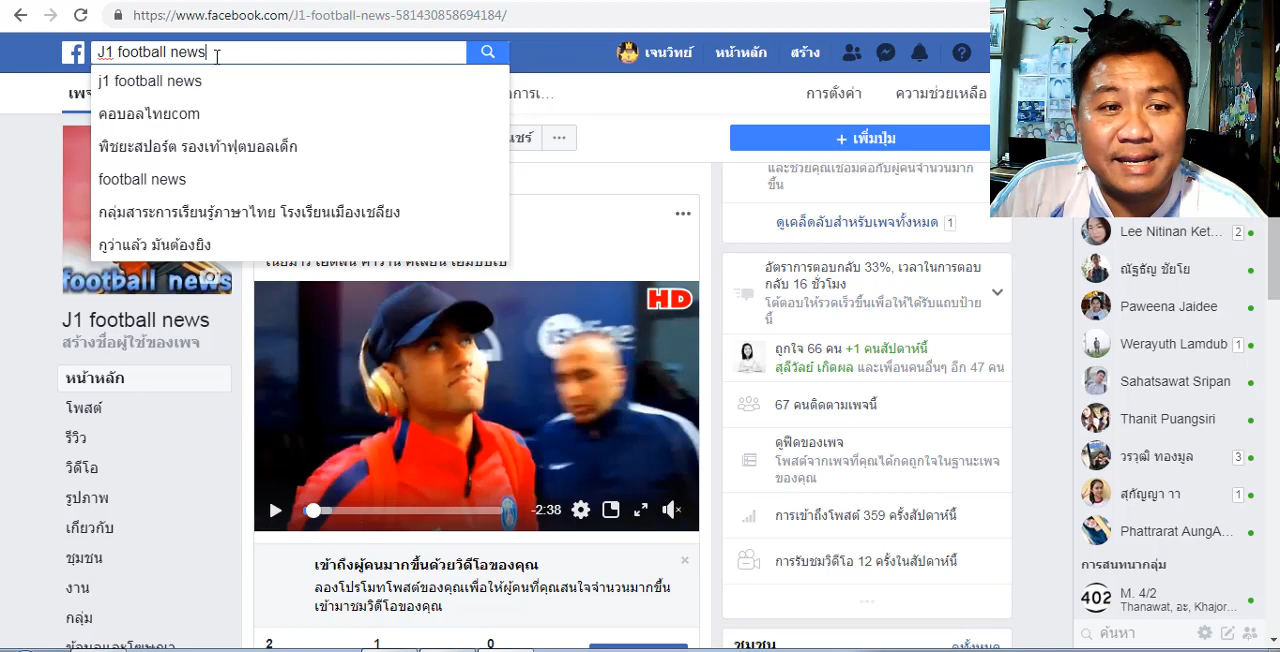 https://www.facebook.com/J1-football-news-581430858694184/
J1 football news
เจนวิทย์
หน้าหลัก
สร้าง
j1 football news
คอบอลไทยcom
พิชยะสปอร์ต รองเท้าฟุตบอลเด็ก
football news
กลุ่มสาระการเรียนรู้ภาษาไทย โรงเรียนเมืองเชลียง
กูว่าแล้ว มันต้องยิง
การตั้งค่า
ความช่วยเหลือ
+ เพิ่มปุ่ม
และช่วยคุณเชื่อมต่อกับผู้คนจำนวนมาก
ขึ้น
ดูเคล็ดลับสำหรับเพจทั้งหมด 1
football news
J1 football news
สร้างชื่อผู้ใช้ของเพจ
หน้าหลัก
โพสต์
รีวิว
วิดีโอ
รูปภาพ
เกี่ยวกับ
ชุมชน
งาน
กลุ่ม
ข้อมูลและโฆษณา
HD
-2:38
เข้าถึงผู้คนมากขึ้นด้วยวิดีโอของคุณ
ลองโปรโมทโพสต์ของคุณเพื่อให้ผู้คนที่คุณสนใจจำนวนมากขึ้น
เข้ามาชมวิดีโอของคุณ
2 1 0
อัตราการตอบกลับ 33%, เวลาในการตอบ
กลับ 16 ชั่วโมง
โต้ตอบให้รวดเร็วขึ้นเพื่อให้ได้รับแถบป้าย
นี้
ถูกใจ 66 คน +1 คนสัปดาห์นี้
สุลีวัลย์ เกิดผล และเพื่อนคนอื่นๆ อีก 47 คน
67 คนติดตามเพจนี้
ดูฟีดของเพจ
โพสต์จากเพจที่คุณได้กดถูกใจในฐานะเพจ
ของคุณ
การเข้าถึงโพสต์ 359 ครั้งสัปดาห์นี้
การรับชมวิดีโอ 12 ครั้งในสัปดาห์นี้
ชุมชน
ดูทั้งหมด
Lee Nitinan Ket... 2
ณัฐธัญ ชัยโย
Paweena Jaidee
Werayuth Lamdub 1
Sahatsawat Sripan
Thanit Puangsiri
วรวุฒิ ทองมูล 3
สุกัญญา าา 1
Phattrarat AungA...
การสนทนากลุ่ม
402
M. 4/2
Thanawat, อะ, Khajor...
ค้นหา